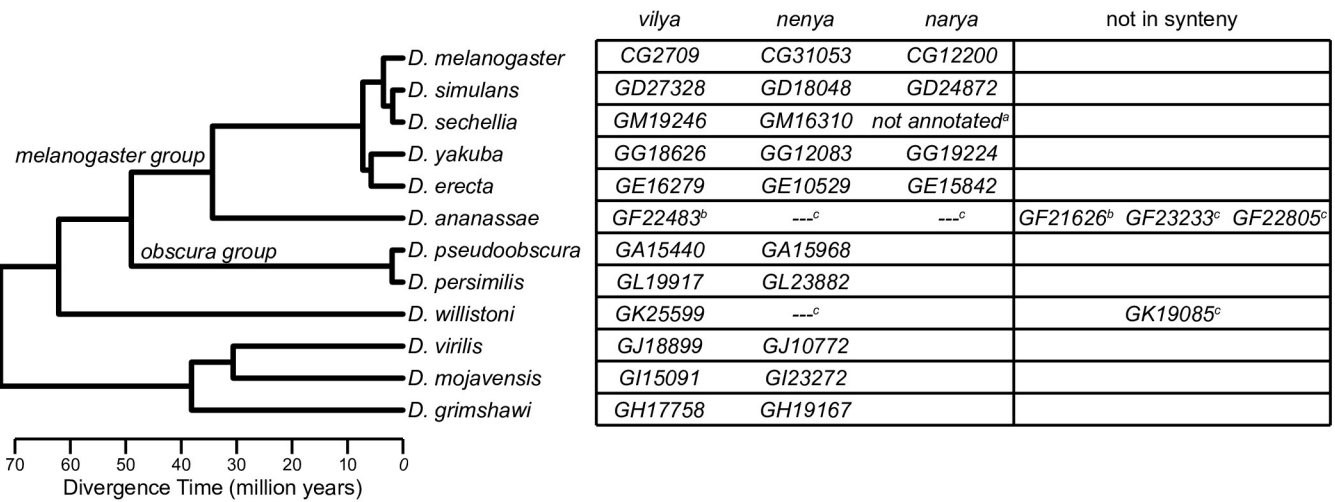 vilya nenya narya not in synteny
D. melanogaster CG2709 CG31053 CG12200
D. simulans GD27328 GD18048 GD24872
D. sechellia GM19246 GM16310 not annotatedᵃ
melanogaster group
D. yakuba GG18626 GG12083 GG19224
D. erecta GE16279 GE10529 GE15842
D. ananassae GF22483ᵇ ---ᶜ ---ᶜ GF21626ᵇ GF23233ᶜ GF22805ᶜ
obscura group
D. pseudoobscura GA15440 GA15968
D. persimilis GL19917 GL23882
D. willistoni GK25599 ---ᶜ GK19085ᶜ
D. virilis GJ18899 GJ10772
D. mojavensis GI15091 GI23272
D. grimshawi GH17758 GH19167
70 60 50 40 30 20 10 0
Divergence Time (million years)